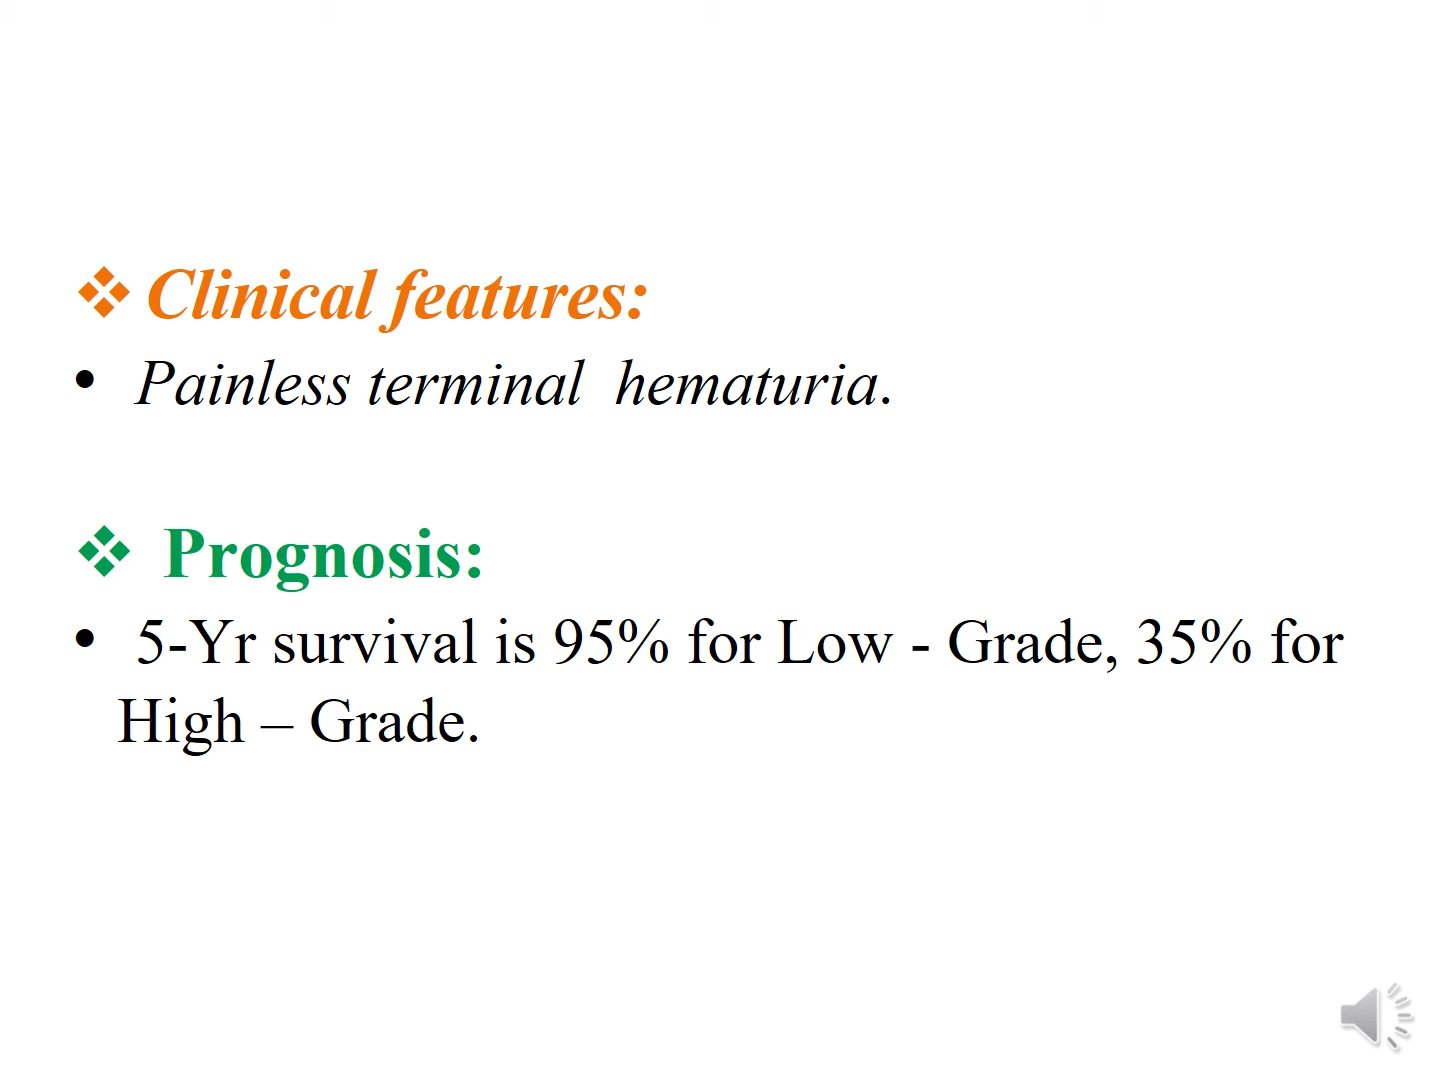 ❖ Clinical features:
• Painless terminal hematuria.
❖ Prognosis:
• 5-Yr survival is 95% for Low - Grade, 35% for
High – Grade.